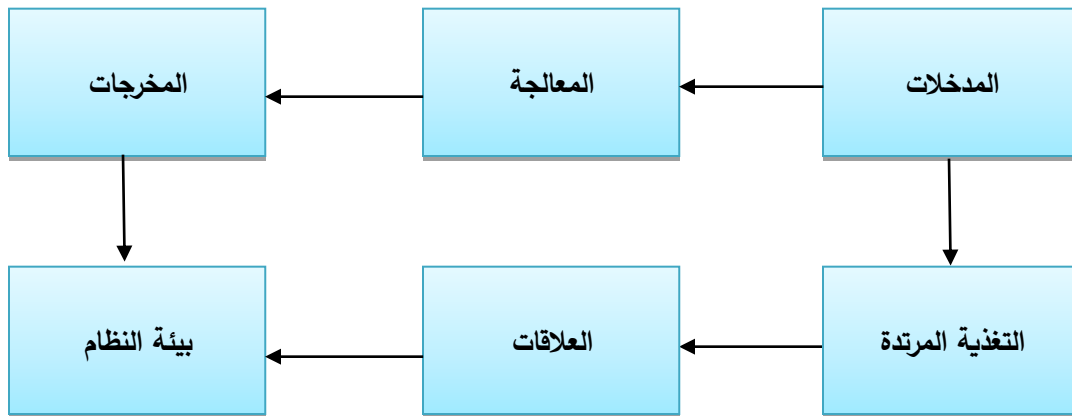 المدخلات
المعالجة
المخرجات
التغذية المرتدة
العلاقات
بيئة النظام